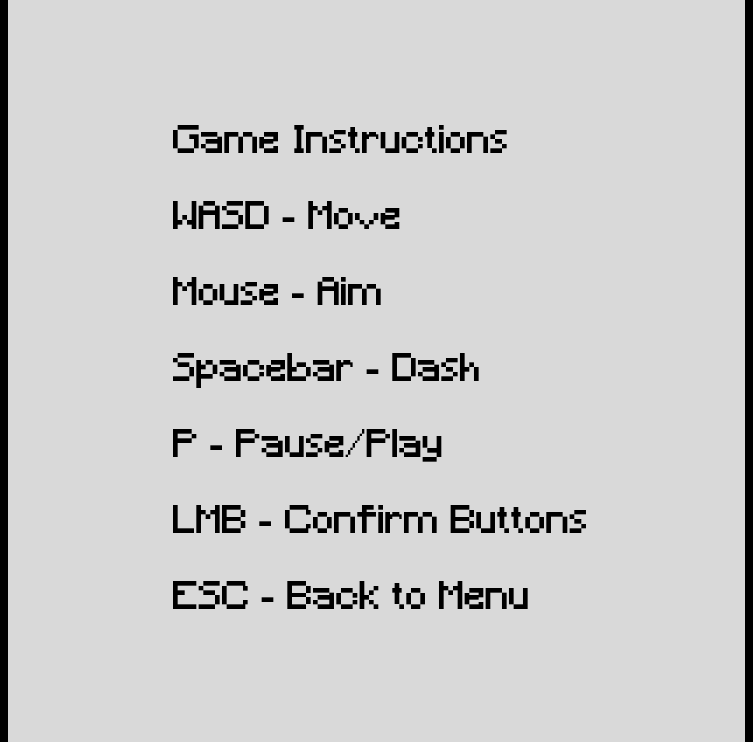 Game Instructions
WASD - Move
Mouse - Aim
Spacebar - Dash
P - Pause/Play
LMB - Confirm Buttons
ESC - Back to Menu